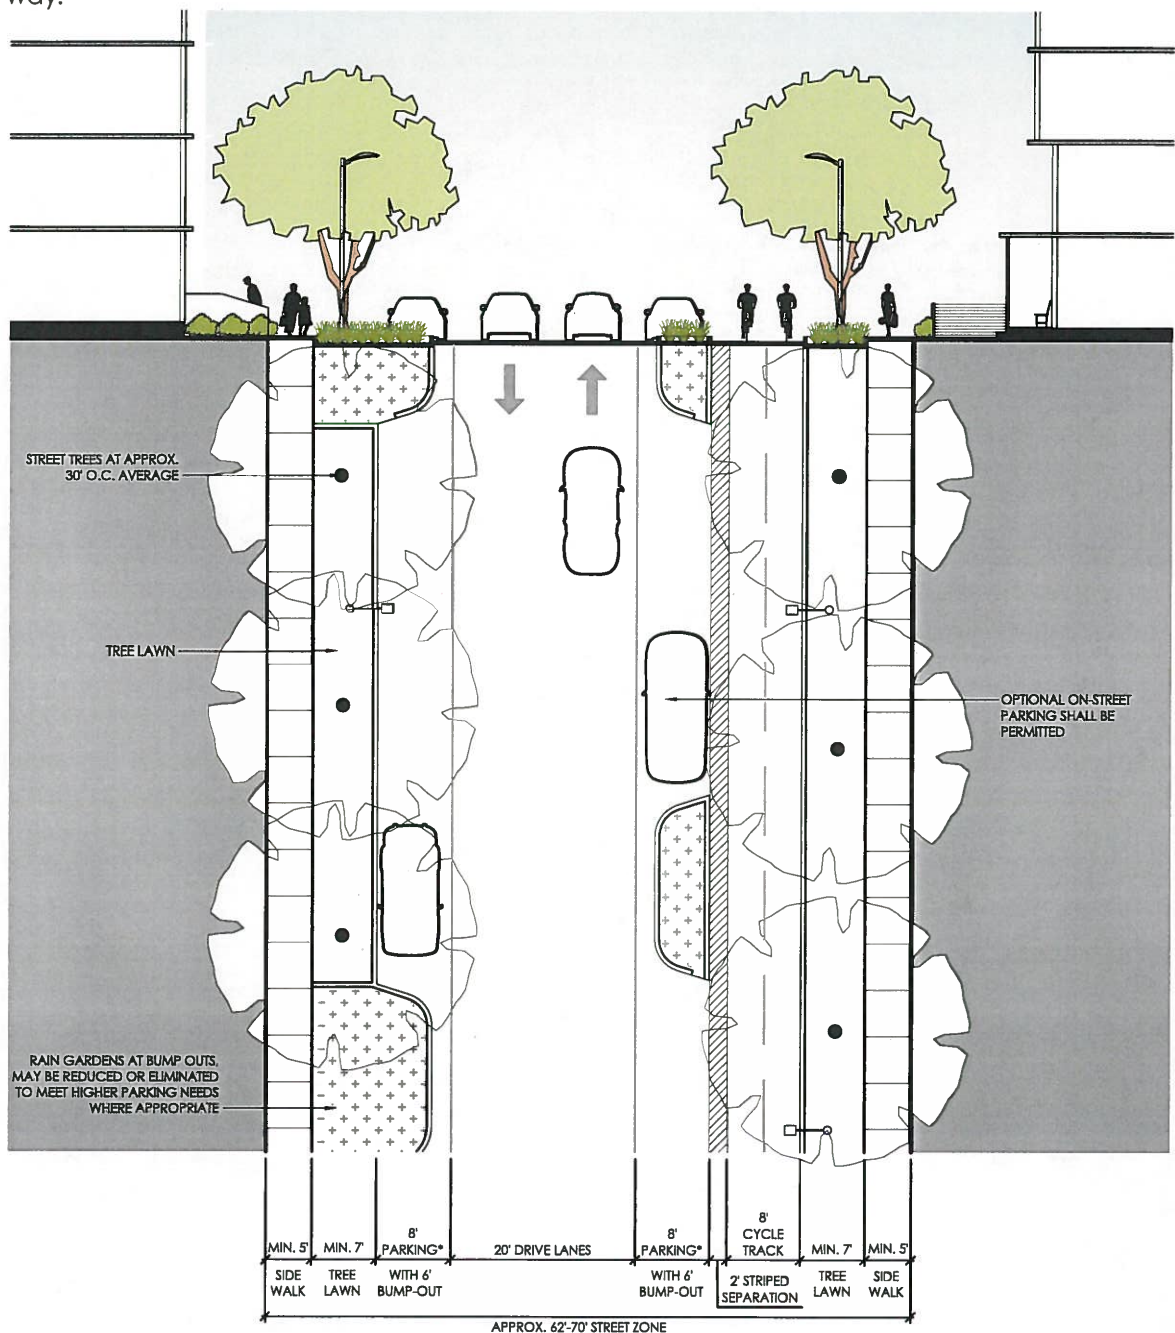 way.
STREET TREES AT APPROX.
30' O.C. AVERAGE
TREE LAWN
OPTIONAL ON-STREET
PARKING SHALL BE
PERMITTED
RAIN GARDENS AT BUMP OUTS,
MAY BE REDUCED OR ELIMINATED
TO MEET HIGHER PARKING NEEDS
WHERE APPROPRIATE
MIN. 5'
SIDE
WALK
MIN. 7'
TREE
LAWN
8'
PARKING*
WITH 6'
BUMP-OUT
20' DRIVE LANES
8'
PARKING*
WITH 6'
BUMP-OUT
2' STRIPED
SEPARATION
8'
CYCLE
TRACK
MIN. 7'
TREE
LAWN
MIN. 5'
SIDE
WALK
APPROX. 62'-70' STREET ZONE